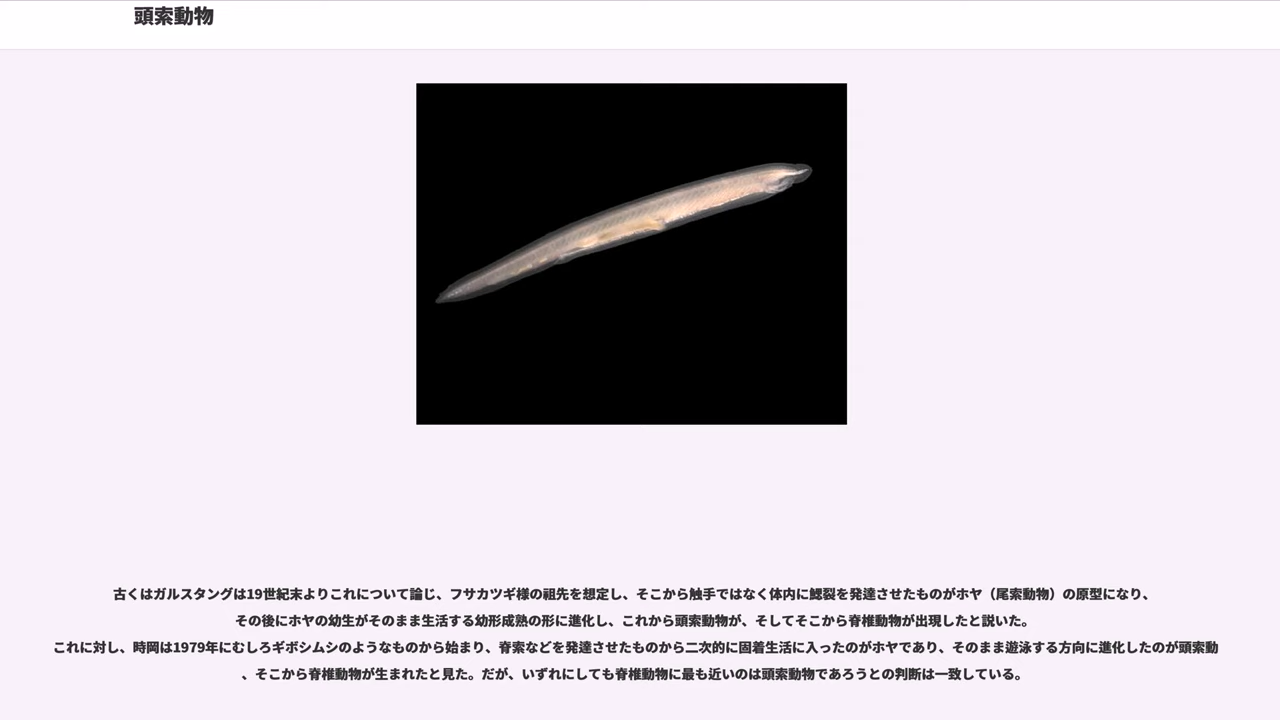 頭索動物
古くはガルスタングは19世紀末よりこれについて論じ、フサカツギ様の祖先を想定し、そこから触手ではなく体内に鰓裂を発達させたものがホヤ（尾索動物）の原型になり、
その後にホヤの幼生がそのまま生活する幼形成熟の形に進化し、これから頭索動物が、そしてそこから脊椎動物が出現したと説いた。
これに対し、時岡は1979年にむしろギボシムシのようなものから始まり、脊索などを発達させたものから二次的に固着生活に入ったのがホヤであり、そのまま遊泳する方向に進化したのが頭索動
、そこから脊椎動物が生まれたと見た。だが、いずれにしても脊椎動物に最も近いのは頭索動物であろうとの判断は一致している。